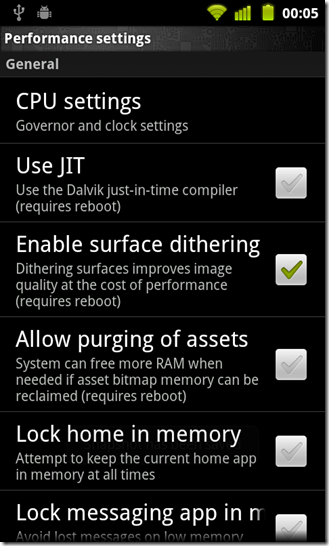 00:05
Performance settings
General
CPU settings
Governor and clock settings
Use JIT
Use the Dalvik just-in-time compiler
(requires reboot)
Enable surface dithering
Dithering surfaces improves image
quality at the cost of performance
(requires reboot)
Allow purging of assets
System can free more RAM when
needed if asset bitmap memory can be
reclaimed (requires reboot)
Lock home in memory
Attempt to keep the current home app
in memory at all times
Lock messaging app in m
Avoid lost messages on low memory